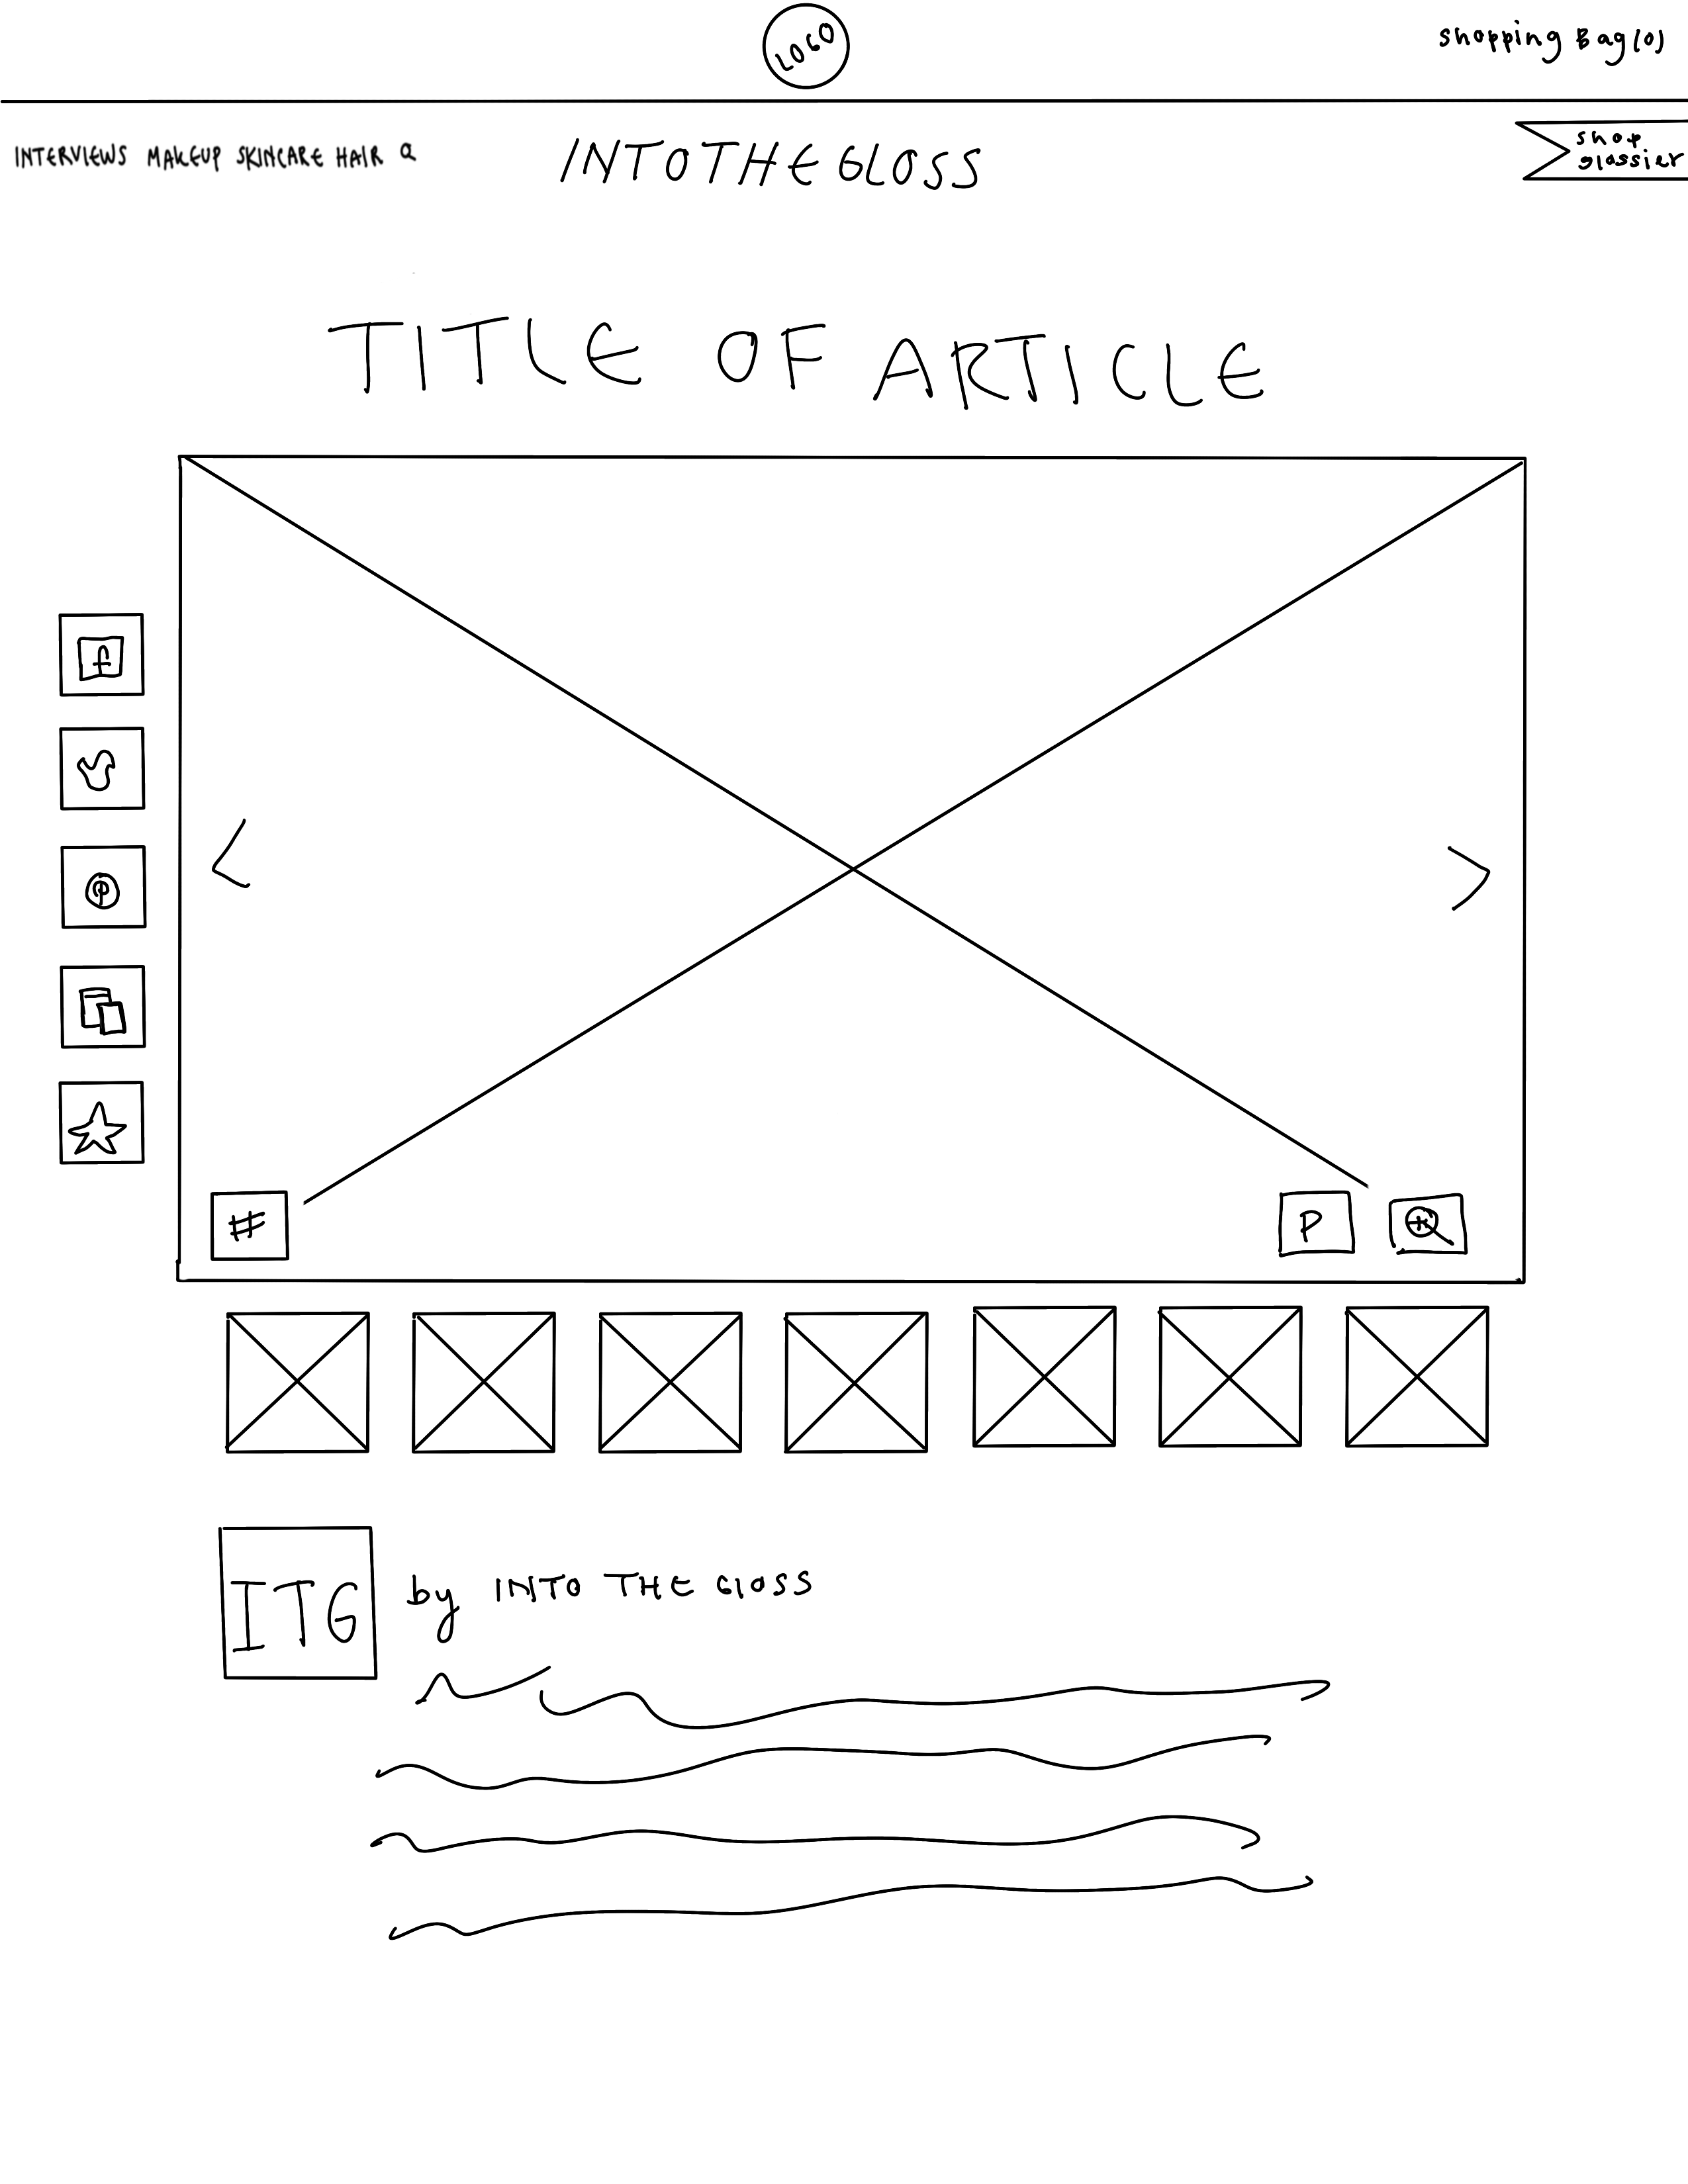 LOGO
shopping Bag(0)
INTERVIEWS MAKEUP SKINCARE HAIR
INTOTHEGLOSS
shop
glossier
TITLE OF ARTICLE
f
P
<
>
#
P
ITG
by INTO THE GLOSS